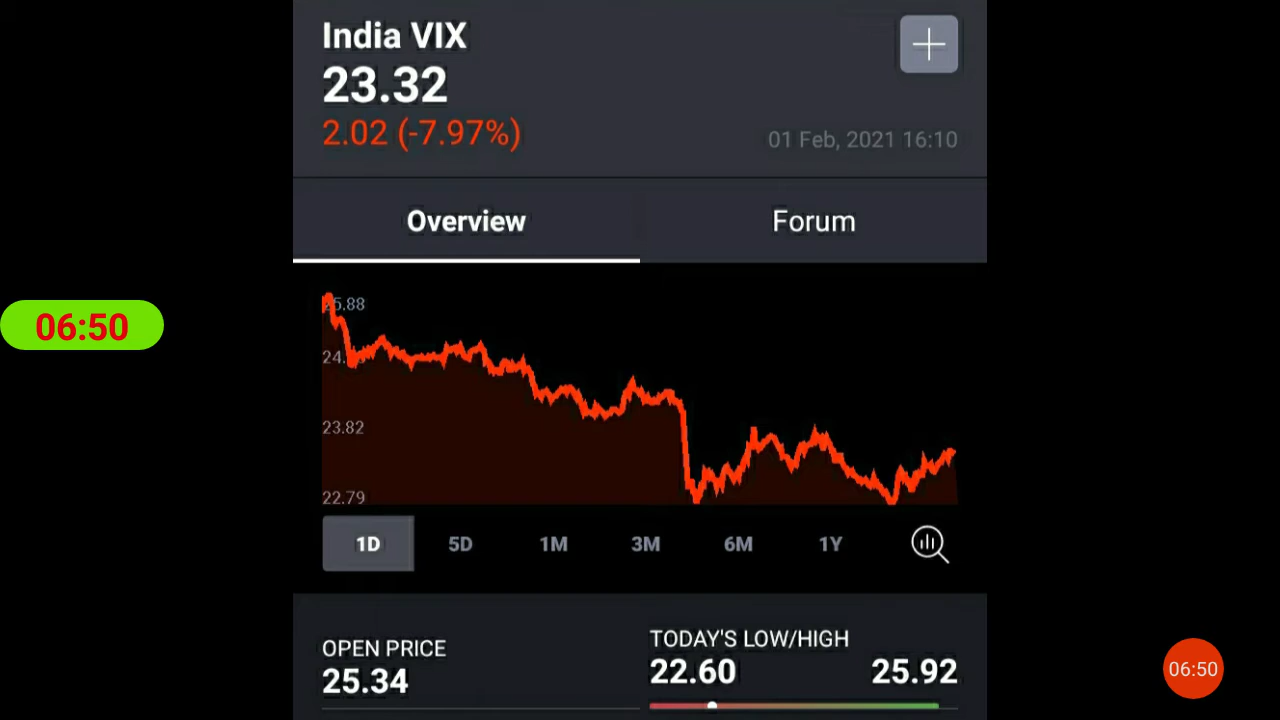 India VIX
23.32
2.02 (-7.97%)
01 Feb, 2021 16:10
Overview
Forum
25.88
06:50
23.82
22.79
1D 5D 1M 3M 6M 1Y
OPEN PRICE
25.34
TODAY'S LOW/HIGH
22.60 25.92
06:50